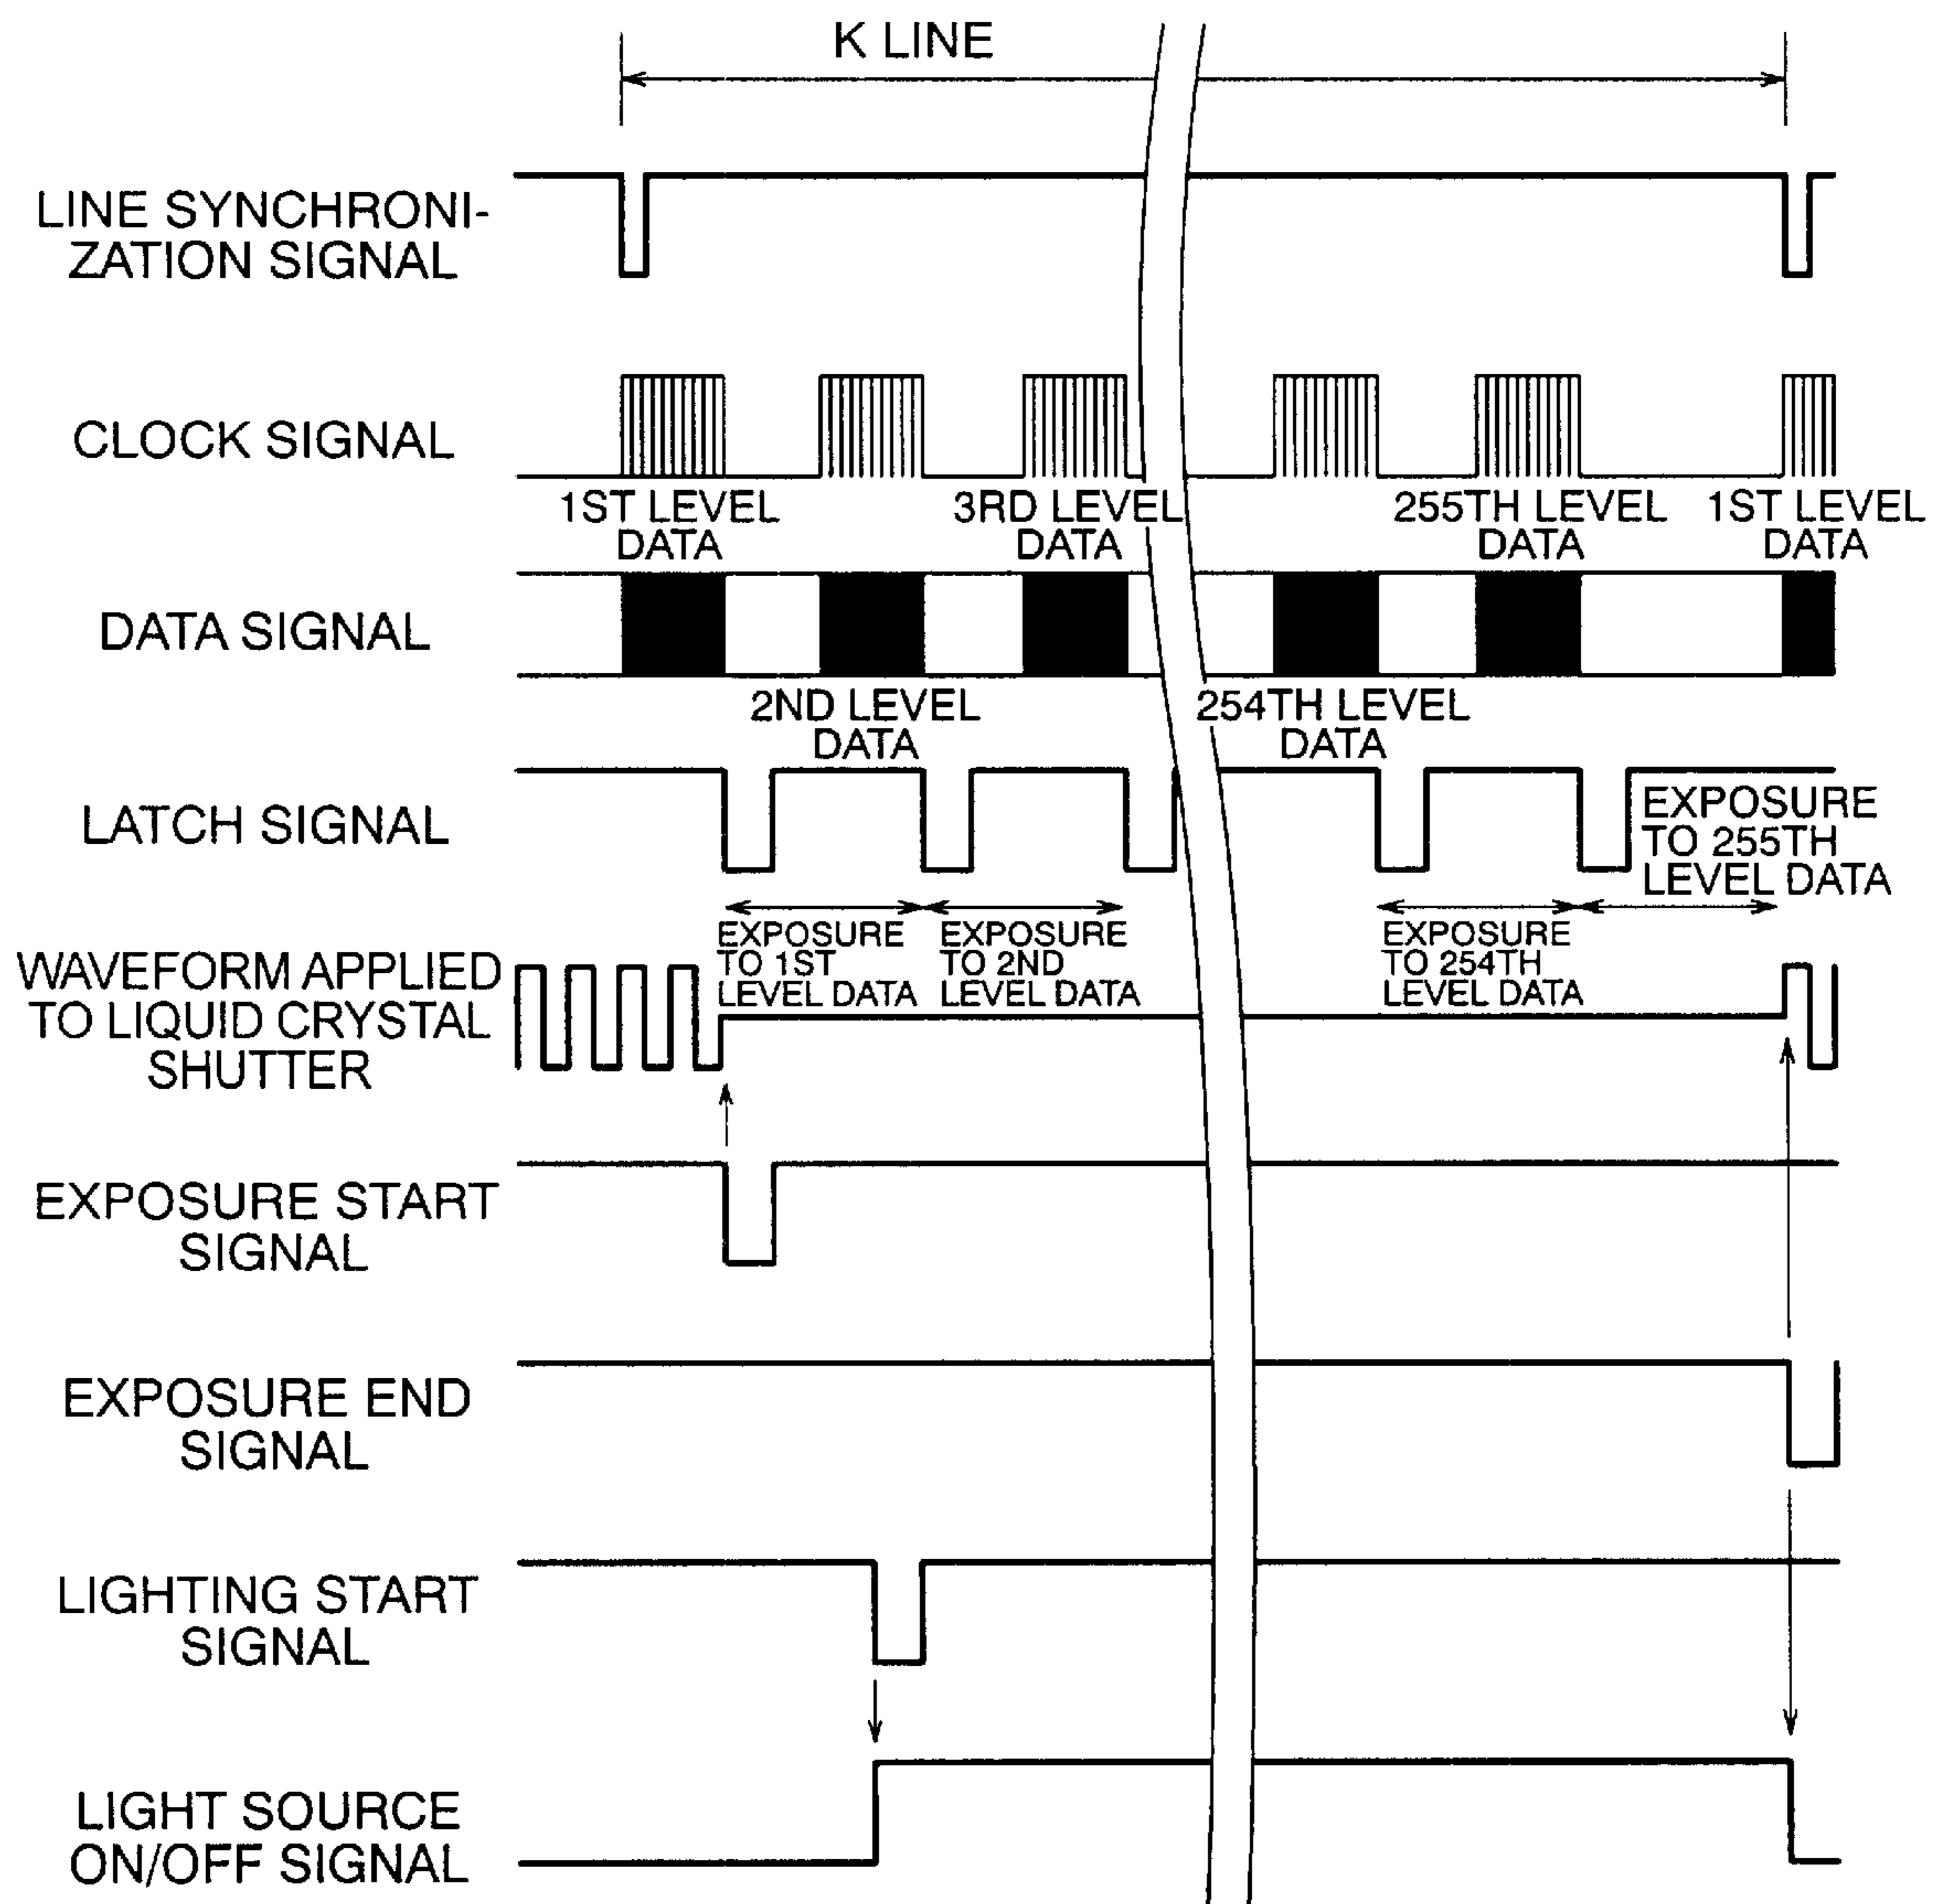 K LINE
LINE SYNCHRONI-
ZATION SIGNAL
CLOCK SIGNAL
1ST LEVEL
DATA
3RD LEVEL
DATA
255TH LEVEL
DATA
1ST LEVEL
DATA
DATA SIGNAL
2ND LEVEL
DATA
254TH LEVEL
DATA
LATCH SIGNAL
EXPOSURE
TO 255TH
LEVEL DATA
EXPOSURE
TO 1ST
LEVEL DATA
EXPOSURE
TO 2ND
LEVEL DATA
EXPOSURE
TO 254TH
LEVEL DATA
WAVEFORM APPLIED
TO LIQUID CRYSTAL
SHUTTER
EXPOSURE START
SIGNAL
EXPOSURE END
SIGNAL
LIGHTING START
SIGNAL
LIGHT SOURCE
ON/OFF SIGNAL